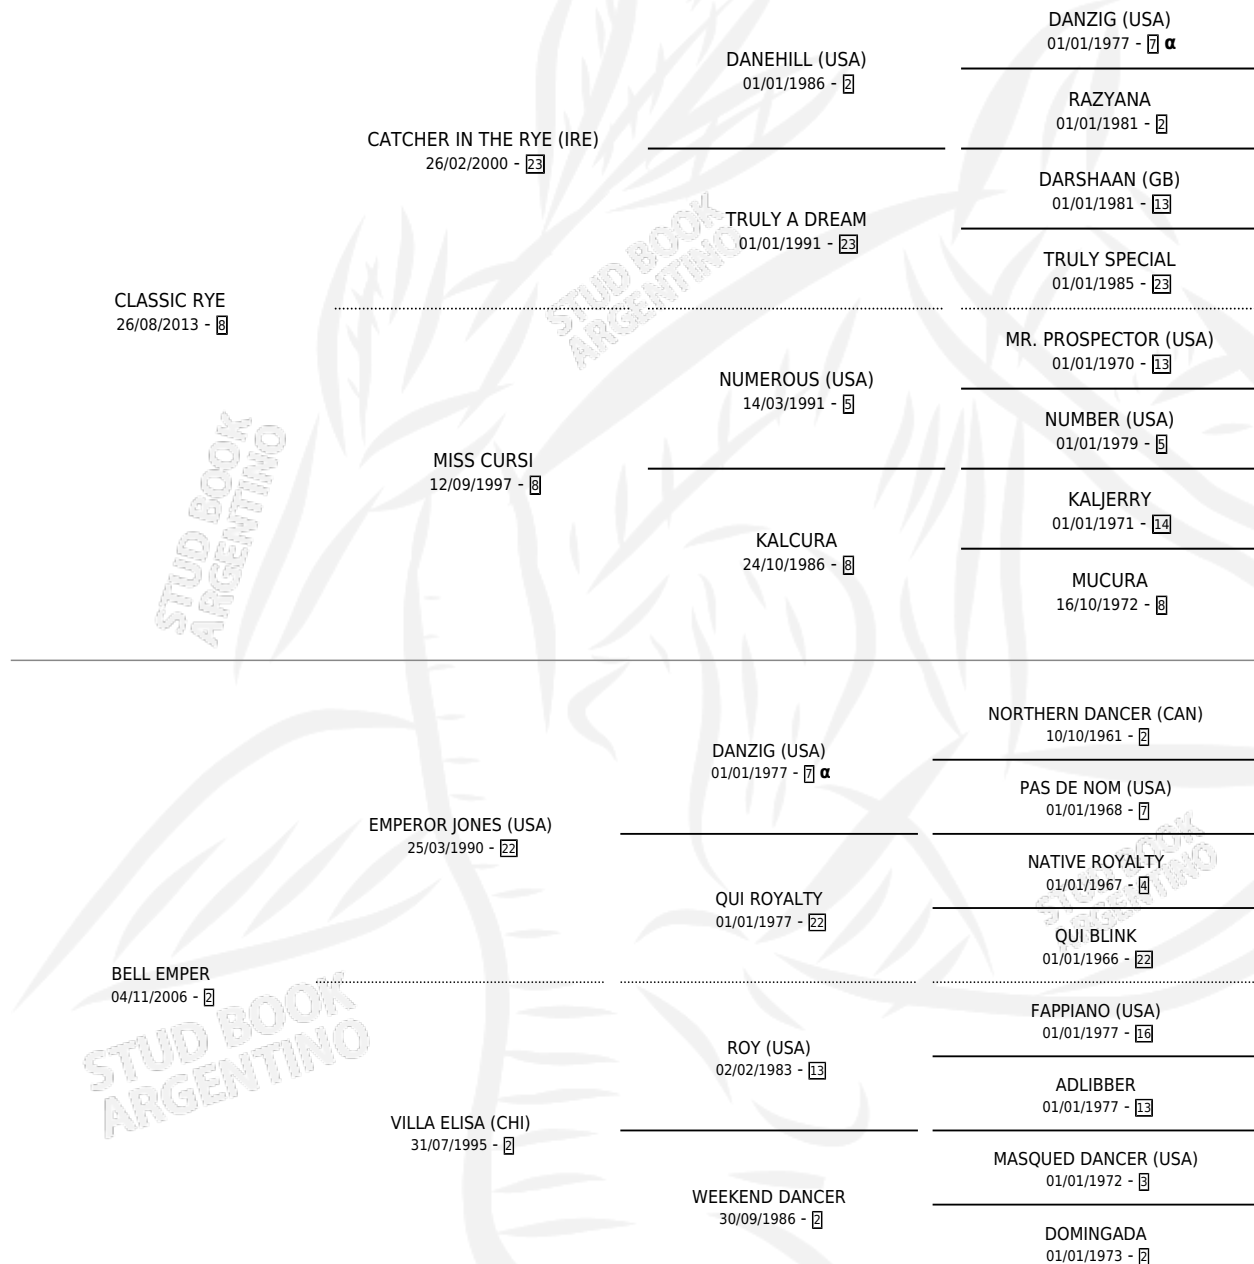 DANZIG (USA)
01/01/1977 - 7 α
DANEHILL (USA)
01/01/1986 - 2
RAZYANA
01/01/1981 - 2
CATCHER IN THE RYE (IRE)
26/02/2000 - 23
DARSHAAN (GB)
01/01/1981 - 13
TRULY A DREAM
01/01/1991 - 23
TRULY SPECIAL
01/01/1985 - 23
CLASSIC RYE
26/08/2013 - 8
MR. PROSPECTOR (USA)
01/01/1970 - 13
NUMEROUS (USA)
14/03/1991 - 5
NUMBER (USA)
01/01/1979 - 5
MISS CURSI
12/09/1997 - 8
KALJERRY
01/01/1971 - 14
KALCURA
24/10/1986 - 8
MUCURA
16/10/1972 - 8
NORTHERN DANCER (CAN)
10/10/1961 - 2
DANZIG (USA)
01/01/1977 - 7 α
PAS DE NOM (USA)
01/01/1968 - 7
EMPEROR JONES (USA)
25/03/1990 - 22
NATIVE ROYALTY
01/01/1967 - 4
QUI ROYALTY
01/01/1977 - 22
QUI BLINK
01/01/1966 - 22
BELL EMPER
04/11/2006 - 2
FAPPIANO (USA)
01/01/1977 - 16
ROY (USA)
02/02/1983 - 13
ADLIBBER
01/01/1977 - 13
VILLA ELISA (CHI)
31/07/1995 - 2
MASQUED DANCER (USA)
01/01/1972 - 3
WEEKEND DANCER
30/09/1986 - 2
DOMINGADA
01/01/1973 - 2
STUD BOOK
ARGENTINO
STUD BOOK
ARGENTINO
STUD BOOK
ARGENTINO
STUD BOOK
ARGENTINO